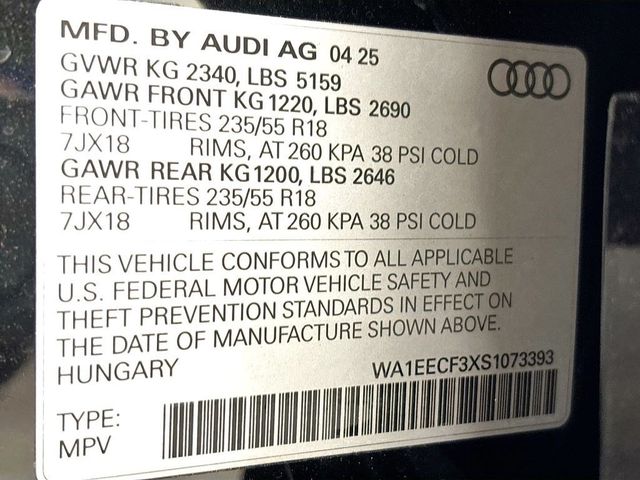 MFD. BY AUDI AG 04 25
GVWR KG 2340, LBS 5159
GAWR FRONT KG 1220, LBS 2690
FRONT-TIRES 235/55 R18
7JX18 RIMS, AT 260 KPA 38 PSI COLD
GAWR REAR KG 1200, LBS 2646
REAR-TIRES 235/55 R18
7JX18 RIMS, AT 260 KPA 38 PSI COLD
THIS VEHICLE CONFORMS TO ALL APPLICABLE
U.S. FEDERAL MOTOR VEHICLE SAFETY AND
THEFT PREVENTION STANDARDS IN EFFECT ON
THE DATE OF MANUFACTURE SHOWN ABOVE.
HUNGARY WA1EECF3XS1073393
TYPE:
MPV